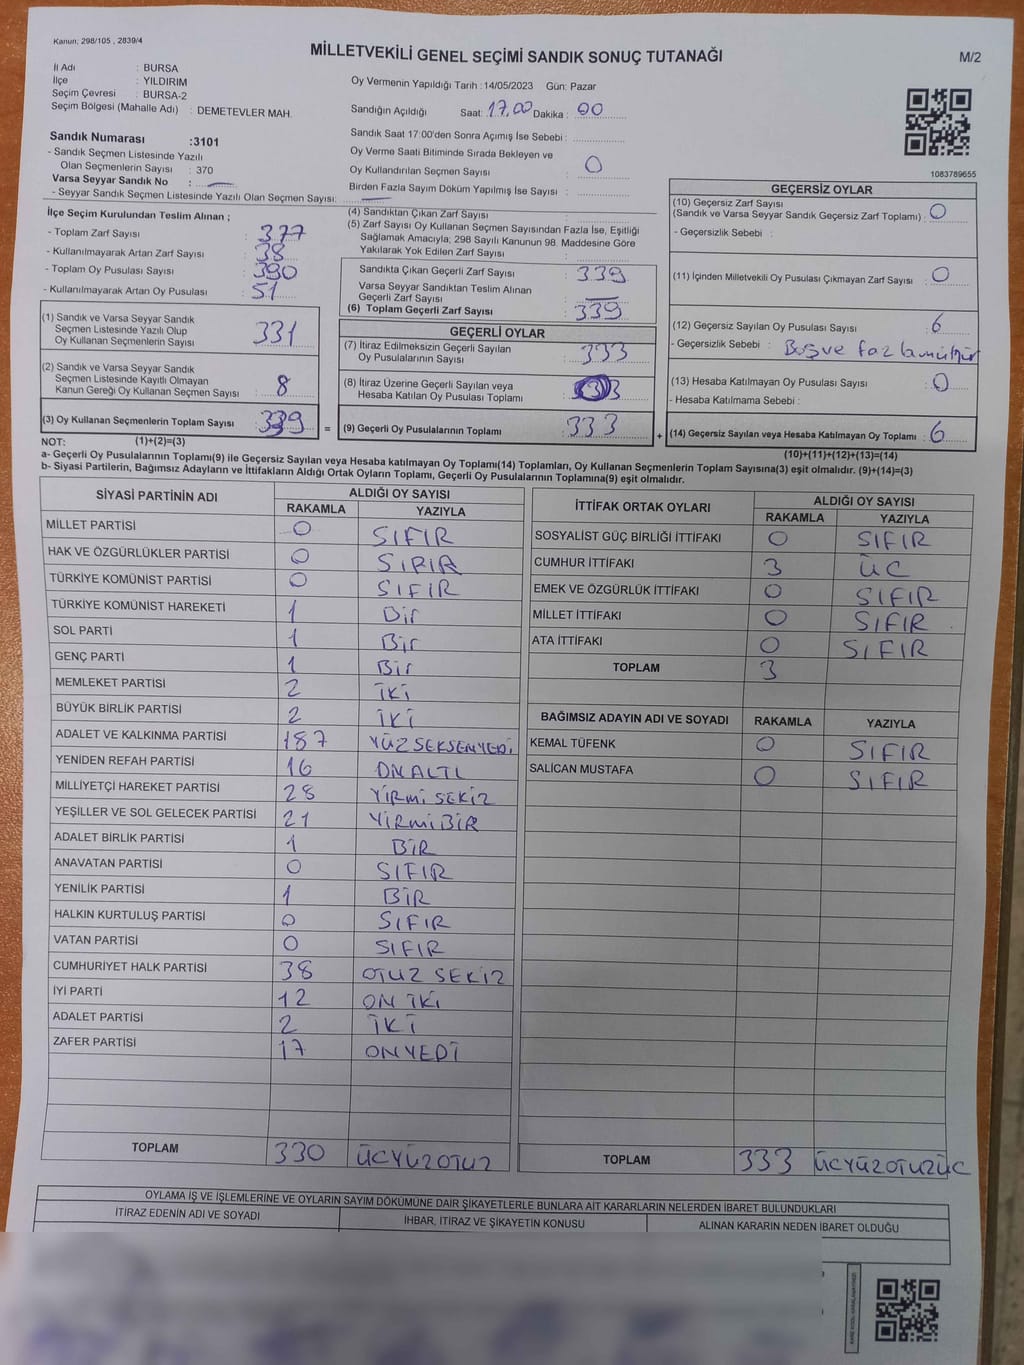 Kanun, 298/105 , 2839/4
MİLLETVEKİLİ GENEL SEÇİMİ SANDIK SONUÇ TUTANAĞI
M/2
İl Adı : BURSA
İlçe : YILDIRIM
Seçim Çevresi : BURSA-2
Seçim Bölgesi (Mahalle Adı) : DEMETEVLER MAH.
Oy Vermenin Yapıldığı Tarih :14/05/2023 Gün: Pazar
Sandığın Açıldığı Saat: 17,00 Dakika : 00
Sandık Saat 17:00'den Sonra Açımış İse Sebebi :
Oy Verme Saati Bitiminde Sırada Bekleyen ve
Oy Kullandırılan Seçmen Sayısı : 0
Birden Fazla Sayım Döküm Yapılmış İse Sayısı :
1083789655
Sandık Numarası :3101
- Sandık Seçmen Listesinde Yazılı
Olan Seçmenlerin Sayısı : 370
Varsa Seyyar Sandık No :
- Seyyar Sandık Seçmen Listesinde Yazılı Olan Seçmen Sayısı:
İlçe Seçim Kurulundan Teslim Alınan ;
- Toplam Zarf Sayısı : 377
- Kullanılmayarak Artan Zarf Sayısı : 38
- Toplam Oy Pusulası Sayısı : 390
- Kullanılmayarak Artan Oy Pusulası : 51
(1) Sandık ve Varsa Seyyar Sandık
Seçmen Listesinde Yazılı Olup
Oy Kullanan Seçmenlerin Sayısı : 331
(2) Sandık ve Varsa Seyyar Sandık
Seçmen Listesinde Kayıtlı Olmayan
Kanun Gereği Oy Kullanan Seçmen Sayısı : 8
(3) Oy Kullanan Seçmenlerin Toplam Sayısı : 339
(4) Sandıktan Çıkan Zarf Sayısı :
(5) Zarf Sayısı Oy Kullanan Seçmen Sayısından Fazla İse, Eşitliği
Sağlamak Amacıyla; 298 Sayılı Kanunun 98. Maddesine Göre
Yakılarak Yok Edilen Zarf Sayısı :
Sandıkta Çıkan Geçerli Zarf Sayısı : 339
Varsa Seyyar Sandıktan Teslim Alınan
Geçerli Zarf Sayısı :
(6) Toplam Geçerli Zarf Sayısı : 339
GEÇERLİ OYLAR
(7) İtiraz Edilmeksizin Geçerli Sayılan
Oy Pusulalarının Sayısı : 333
(8) İtiraz Üzerine Geçerli Sayılan veya
Hesaba Katılan Oy Pusulası Toplamı :
= (9) Geçerli Oy Pusulalarının Toplamı : 333
GEÇERSİZ OYLAR
(10) Geçersiz Zarf Sayısı
(Sandık ve Varsa Seyyar Sandık Geçersiz Zarf Toplamı) : 0
- Geçersizlik Sebebi :
(11) İçinden Milletvekili Oy Pusulası Çıkmayan Zarf Sayısı : 0
(12) Geçersiz Sayılan Oy Pusulası Sayısı : 6
- Geçersizlik Sebebi : Boş ve fazla mühür
(13) Hesaba Katılmayan Oy Pusulası Sayısı : 0
- Hesaba Katılmama Sebebi :
+ (14) Geçersiz Sayılan veya Hesaba Katılmayan Oy Toplamı : 6
NOT: (1)+(2)=(3)
(10)+(11)+(12)+(13)=(14)
a- Geçerli Oy Pusulalarının Toplamı(9) ile Geçersiz Sayılan veya Hesaba katılmayan Oy Toplamı(14) Toplamları, Oy Kullanan Seçmenlerin Toplam Sayısına(3) eşit olmalıdır. (9)+(14)=(3)
b- Siyasi Partilerin, Bağımsız Adayların ve İttifakların Aldığı Ortak Oyların Toplamı, Geçerli Oy Pusulalarının Toplamına(9) eşit olmalıdır.
SİYASİ PARTİNİN ADI ALDIĞI OY SAYISI
RAKAMLA YAZIYLA
MİLLET PARTİSİ 0 SIFIR
HAK VE ÖZGÜRLÜKLER PARTİSİ 0 SIFIR
TÜRKİYE KOMÜNİST PARTİSİ 0 SIFIR
TÜRKİYE KOMÜNİST HAREKETİ 1 Bir
SOL PARTİ 1 Bir
GENÇ PARTİ 1 Bir
MEMLEKET PARTİSİ 2 İKİ
BÜYÜK BİRLİK PARTİSİ 2 İKİ
ADALET VE KALKINMA PARTİSİ 187 YÜZ SEKSEN YEDİ
YENİDEN REFAH PARTİSİ 16 ONALTI
MİLLİYETÇİ HAREKET PARTİSİ 28 YİRMİ SEKİZ
YEŞİLLER VE SOL GELECEK PARTİSİ 21 YİRMİ BİR
ADALET BİRLİK PARTİSİ 1 BİR
ANAVATAN PARTİSİ 0 SIFIR
YENİLİK PARTİSİ 1 BİR
HALKIN KURTULUŞ PARTİSİ 0 SIFIR
VATAN PARTİSİ 0 SIFIR
CUMHURİYET HALK PARTİSİ 38 OTUZ SEKİZ
İYİ PARTİ 12 ON İKİ
ADALET PARTİSİ 2 İKİ
ZAFER PARTİSİ 17 ONYEDİ
TOPLAM 330 ÜCYÜZOTUZ
İTTİFAK ORTAK OYLARI ALDIĞI OY SAYISI
RAKAMLA YAZIYLA
SOSYALİST GÜÇ BİRLİĞİ İTTİFAKI 0 SIFIR
CUMHUR İTTİFAKI 3 ÜC
EMEK VE ÖZGÜRLÜK İTTİFAKI 0 SIFIR
MİLLET İTTİFAKI 0 SIFIR
ATA İTTİFAKI 0 SIFIR
TOPLAM 3
BAĞIMSIZ ADAYIN ADI VE SOYADI RAKAMLA YAZIYLA
KEMAL TÜFENK 0 SIFIR
SALİCAN MUSTAFA 0 SIFIR
TOPLAM 333 ÜCYÜZOTUZÜC
OYLAMA İŞ VE İŞLEMLERİNE VE OYLARIN SAYIM DÖKÜMÜNE DAİR ŞİKAYETLERLE BUNLARA AİT KARARLARIN NELERDEN İBARET BULUNDUKLARI
İTİRAZ EDENİN ADI VE SOYADI İHBAR, İTİRAZ VE ŞİKAYETİN KONUSU ALINAN KARARIN NEDEN İBARET OLDUĞU